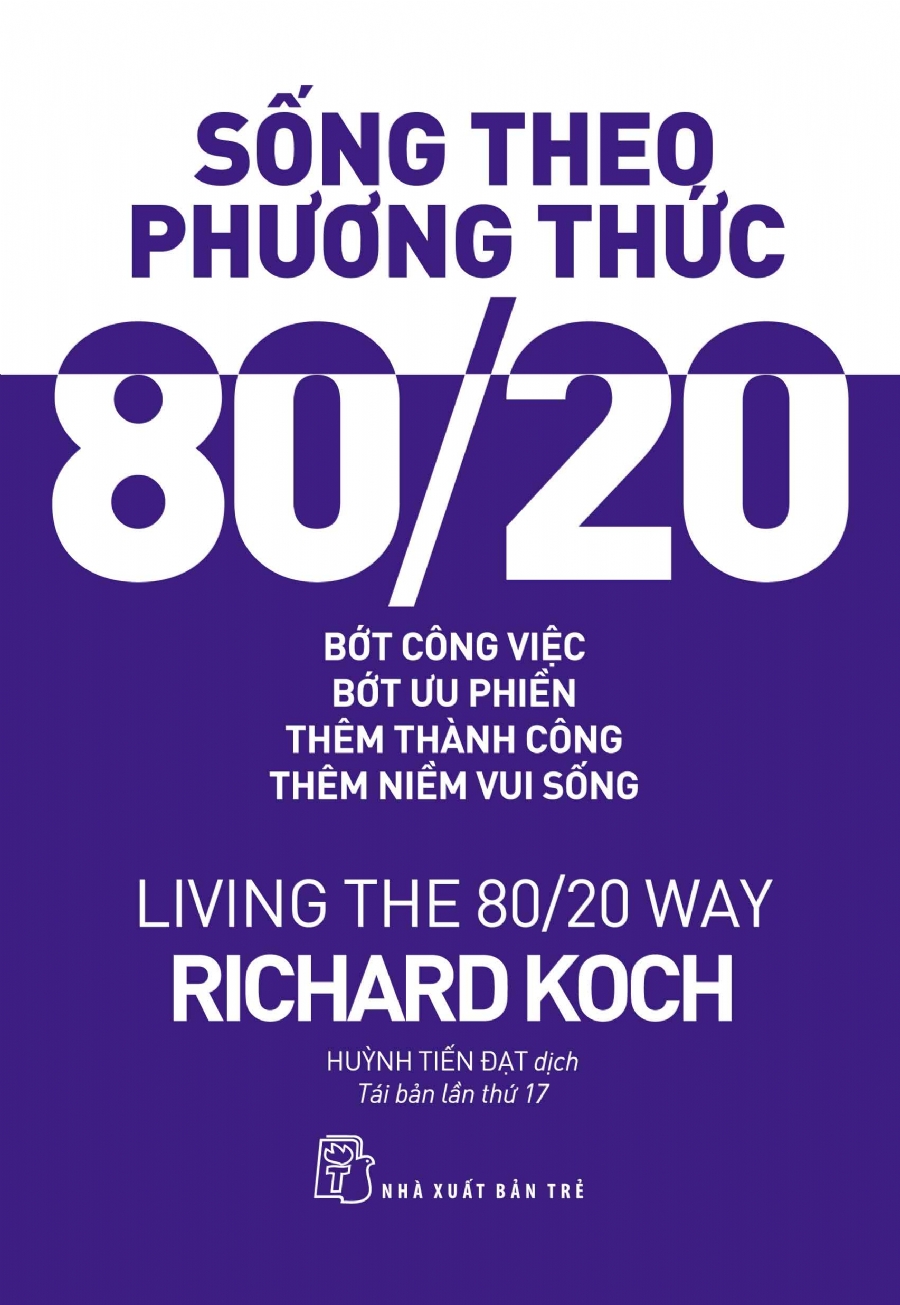 SỐNG THEO
PHƯƠNG THỨC
80/20
BỚT CÔNG VIỆC
BỚT ƯU PHIỀN
THÊM THÀNH CÔNG
THÊM NIỀM VUI SỐNG
LIVING THE 80/20 WAY
RICHARD KOCH
HUỲNH TIẾN ĐẠT dịch
Tái bản lần thứ 17
T
NHÀ XUẤT BẢN TRẺ